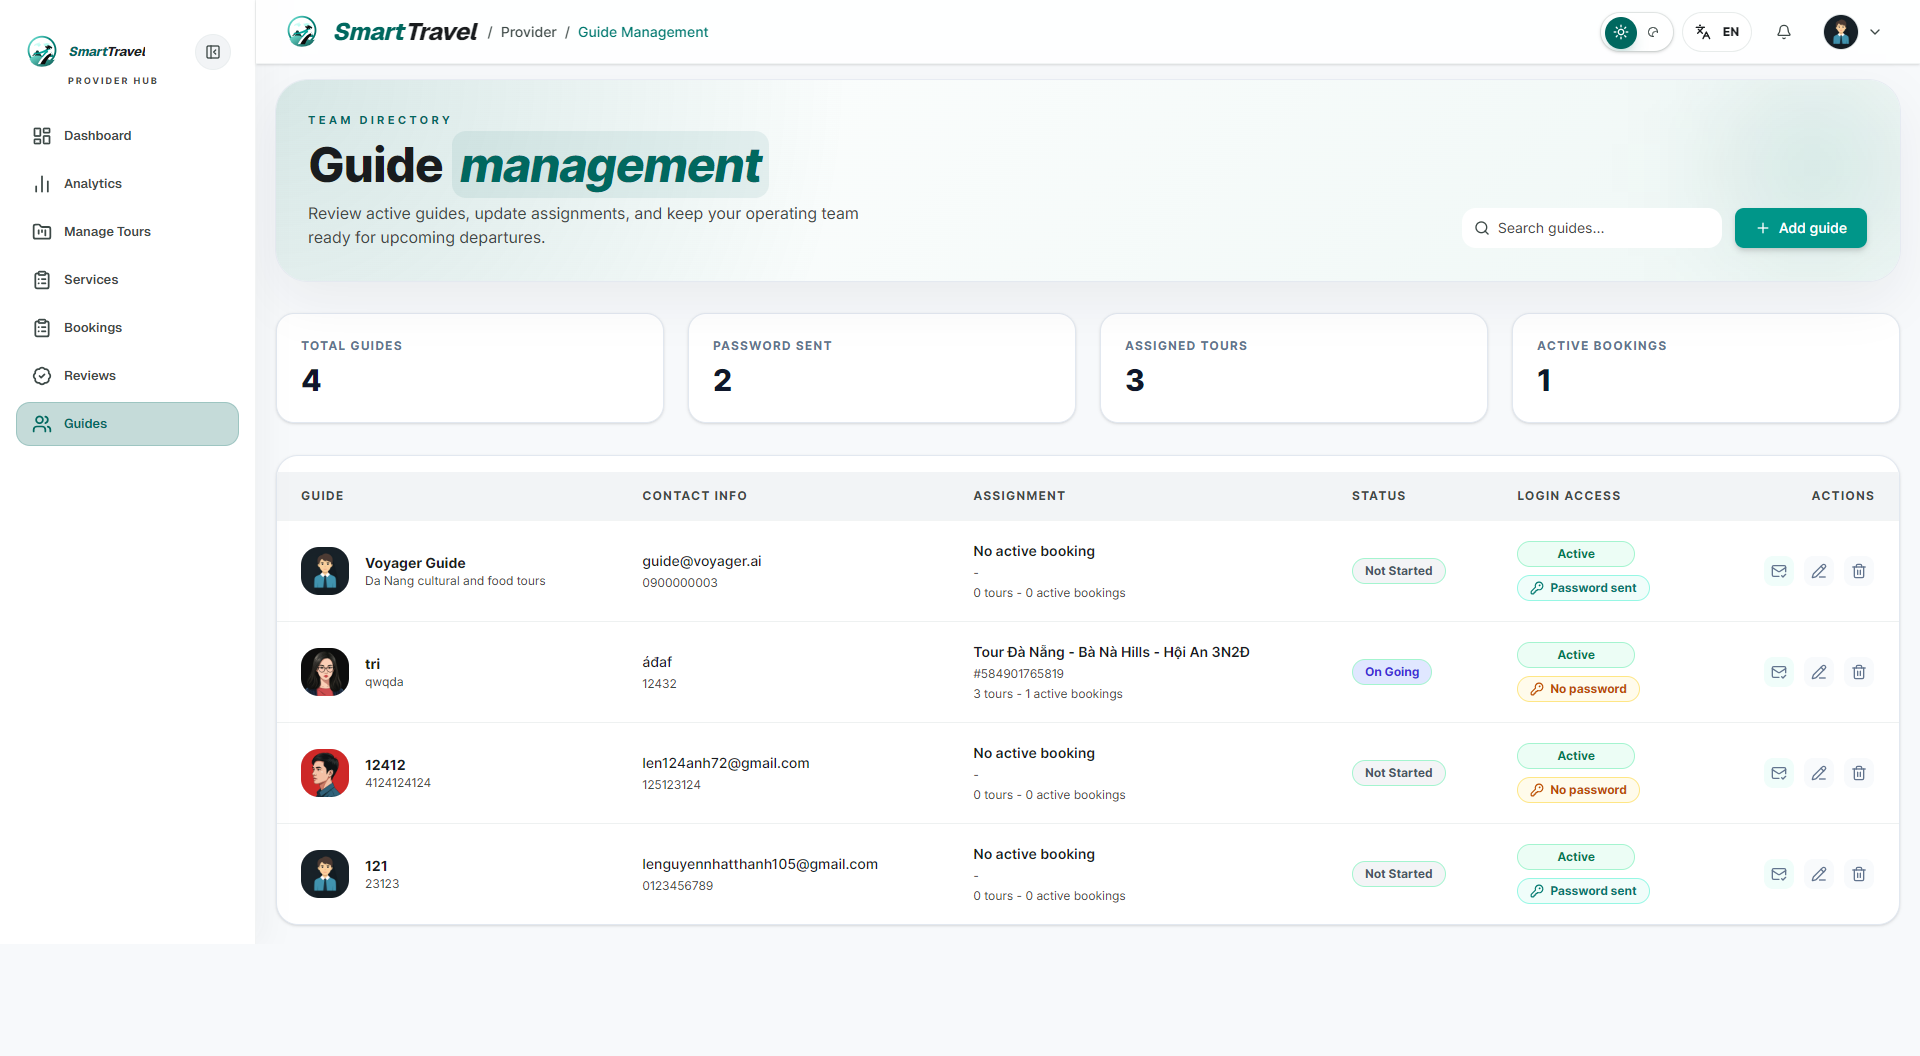 SmartTravel
PROVIDER HUB
Dashboard
Analytics
Manage Tours
Services
Bookings
Reviews
Guides
SmartTravel / Provider / Guide Management
EN
TEAM DIRECTORY
Guide management
Review active guides, update assignments, and keep your operating team
ready for upcoming departures.
Search guides...
Add guide
TOTAL GUIDES
4
PASSWORD SENT
2
ASSIGNED TOURS
3
ACTIVE BOOKINGS
1
GUIDE CONTACT INFO ASSIGNMENT STATUS LOGIN ACCESS ACTIONS
Voyager Guide
Da Nang cultural and food tours
guide@voyager.ai
0900000003
No active booking
-
0 tours - 0 active bookings
Not Started
Active
Password sent
tri
qwqda
áđaf
12432
Tour Đà Nẵng - Bà Nà Hills - Hội An 3N2Đ
#584901765819
3 tours - 1 active bookings
On Going
Active
No password
12412
4124124124
len124anh72@gmail.com
125123124
No active booking
-
0 tours - 0 active bookings
Not Started
Active
No password
121
23123
lenguyennhatthanh105@gmail.com
0123456789
No active booking
-
0 tours - 0 active bookings
Not Started
Active
Password sent